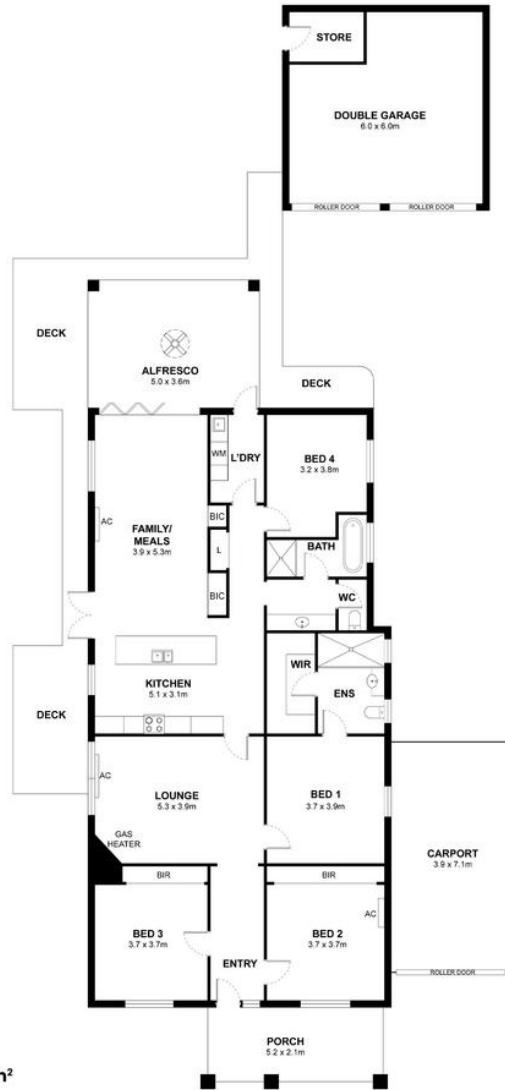 STORE
DOUBLE GARAGE
6.0 x 6.0m
ROLLER DOOR
ROLLER DOOR
DECK
ALFRESCO
5.0 x 3.6m
DECK
WM
L'DRY
BED 4
3.2 x 3.8m
AC
FAMILY/
MEALS
3.9 x 5.3m
BIC
L
BIC
BATH
WC
WIR
ENS
KITCHEN
5.1 x 3.1m
DECK
AC
LOUNGE
5.3 x 3.9m
GAS
HEATER
BED 1
3.7 x 3.9m
CARPORT
3.9 x 7.1m
BIR
BIR
BED 3
3.7 x 3.7m
BED 2
3.7 x 3.7m
AC
ENTRY
ROLLER DOOR
PORCH
5.2 x 2.1m